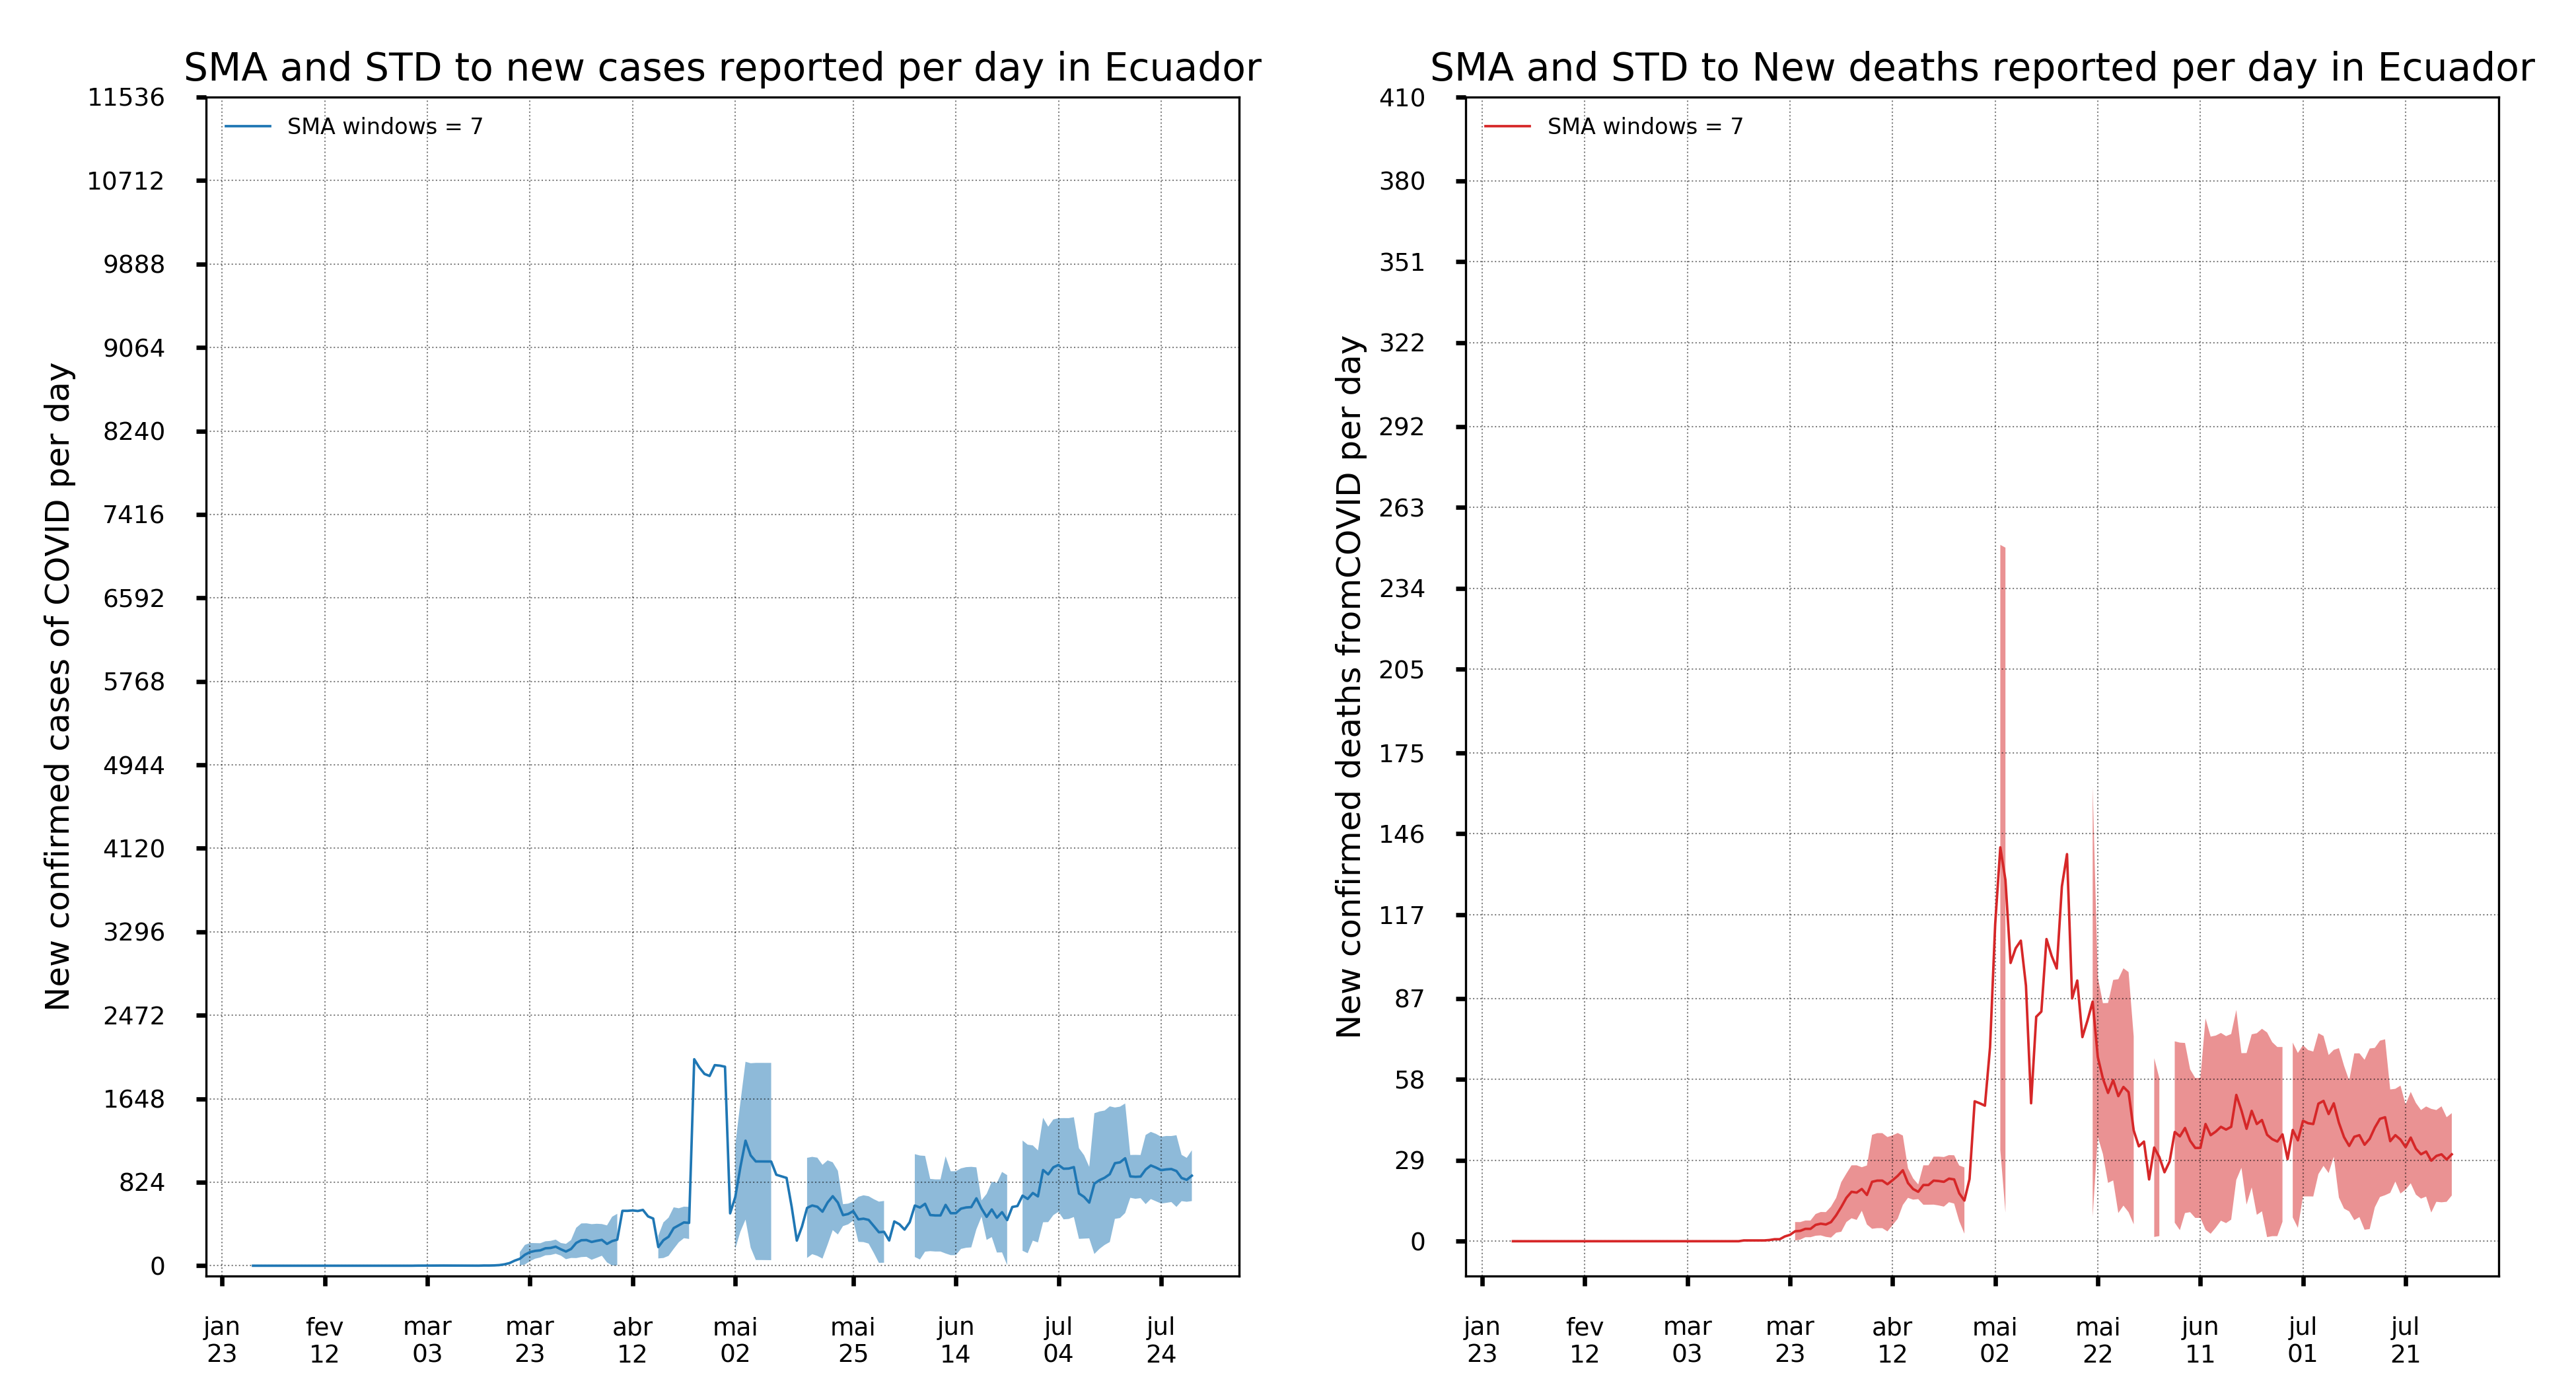 SMA and STD to new cases reported per day in Ecuador
SMA windows = 7
New confirmed cases of COVID per day
11536
10712
9888
9064
8240
7416
6592
5768
4944
4120
3296
2472
1648
824
0
jan 23
fev 12
mar 03
mar 23
abr 12
mai 02
mai 25
jun 14
jul 04
jul 24
SMA and STD to New deaths reported per day in Ecuador
SMA windows = 7
New confirmed deaths fromCOVID per day
410
380
351
322
292
263
234
205
175
146
117
87
58
29
0
jan 23
fev 12
mar 03
mar 23
abr 12
mai 02
mai 22
jun 11
jul 01
jul 21